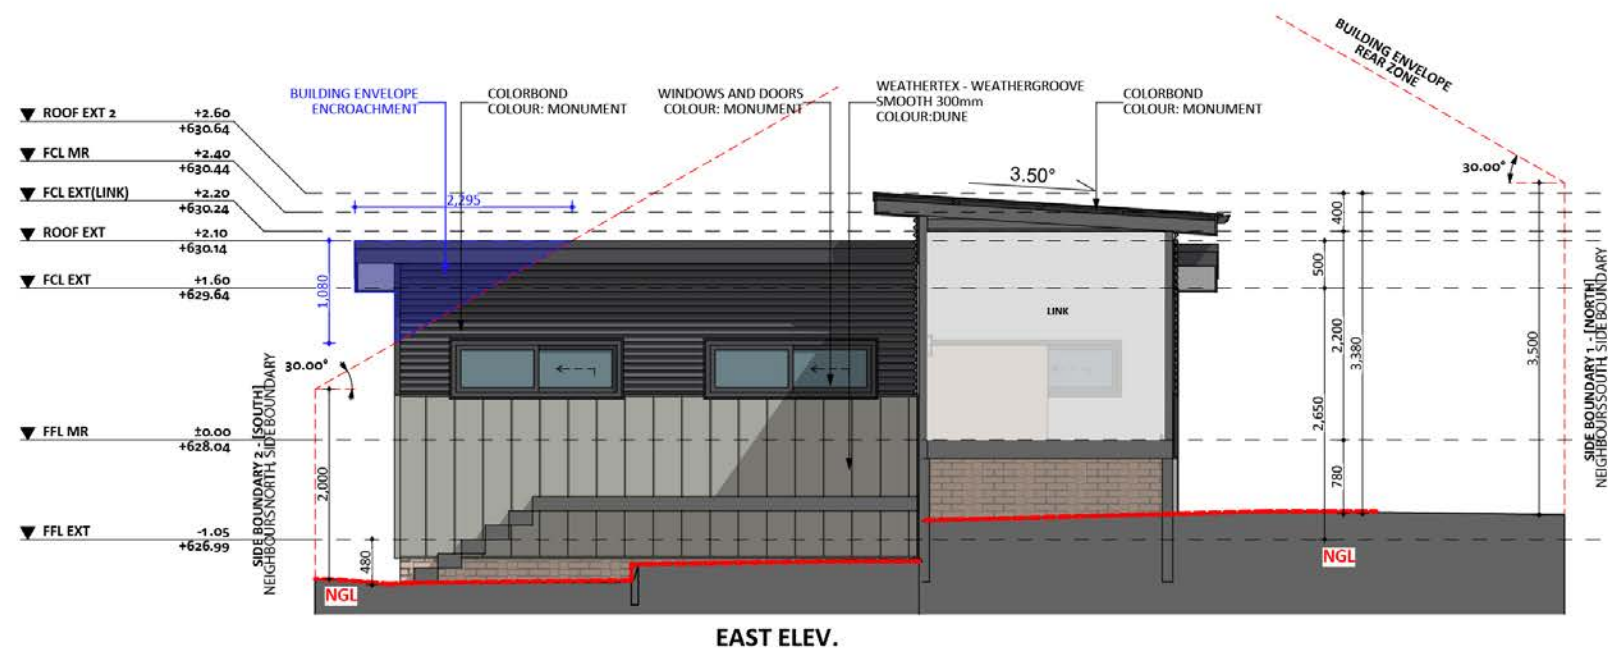 BUILDING ENVELOPE
REAR ZONE
30.00°
BUILDING ENVELOPE
ENCROACHMENT
COLORBOND
COLOUR: MONUMENT
WINDOWS AND DOORS
COLOUR: MONUMENT
WEATHERTEX - WEATHERGROOVE
SMOOTH 300mm
COLOUR:DUNE
COLORBOND
COLOUR: MONUMENT
ROOF EXT 2 +2.60
+630.64
FCL MR +2.40
+630.44
FCL EXT(LINK) +2.20
+630.24
ROOF EXT +2.10
+630.14
FCL EXT +1.60
+629.64
FFL MR ±0.00
+628.04
FFL EXT -1.05
+626.99
2,295
1,080
3.50°
30.00°
LINK
400
500
2,200
3,380
2,650
780
3,500
2,000
480
SIDE BOUNDARY 2 - [SOUTH]
NEIGHBOURS NORTH, SIDE BOUNDARY
SIDE BOUNDARY 1 - [NORTH]
NEIGHBOURS SOUTH, SIDE BOUNDARY
NGL
NGL
EAST ELEV.